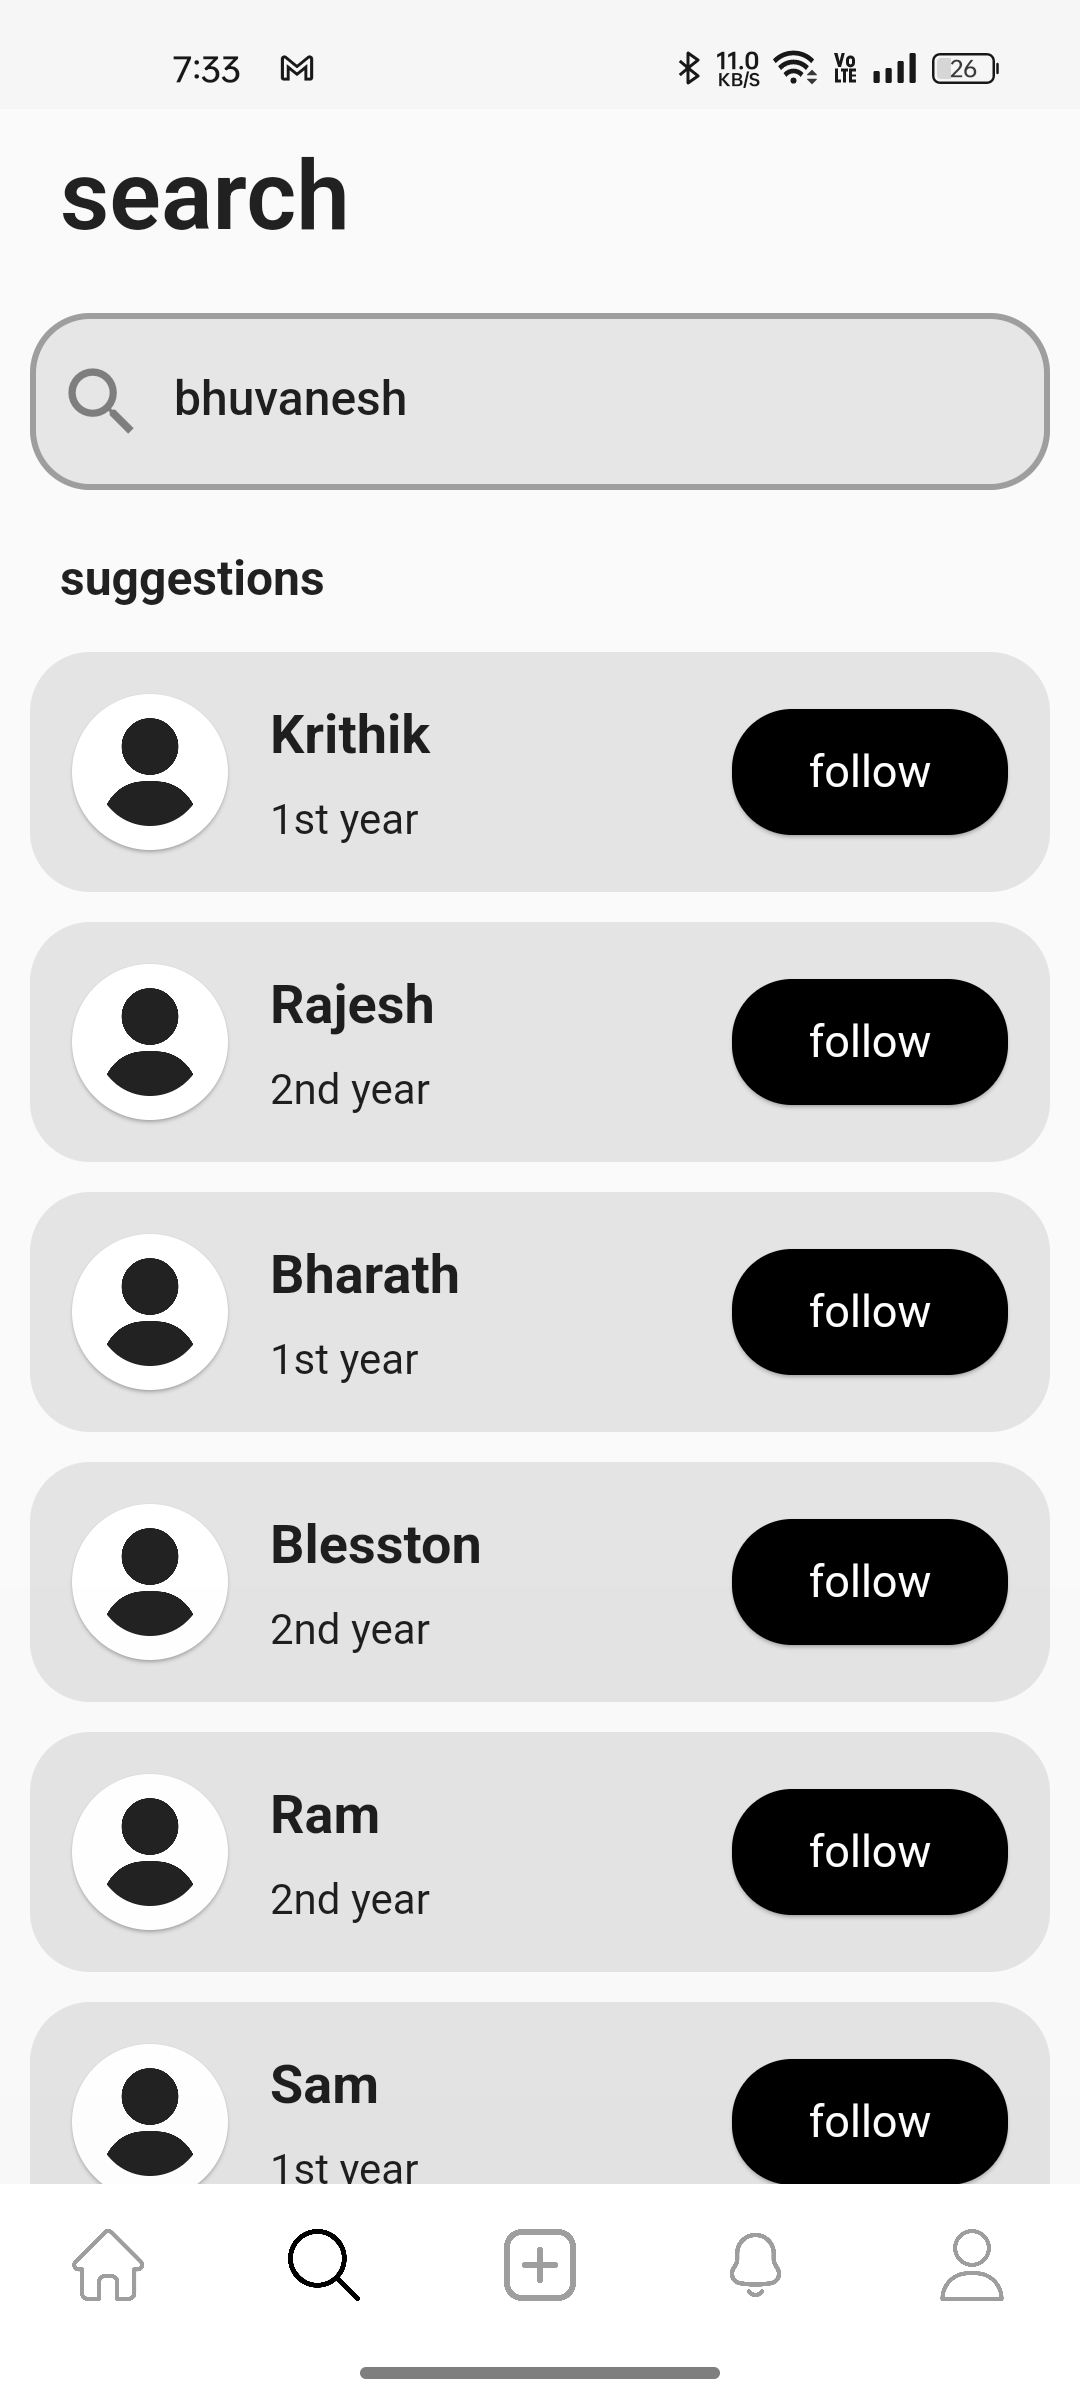 7:33 11.0 KB/S Vo LTE 26
search
bhuvanesh
suggestions
Krithik
1st year
follow
Rajesh
2nd year
follow
Bharath
1st year
follow
Blesston
2nd year
follow
Ram
2nd year
follow
Sam
1st year
follow